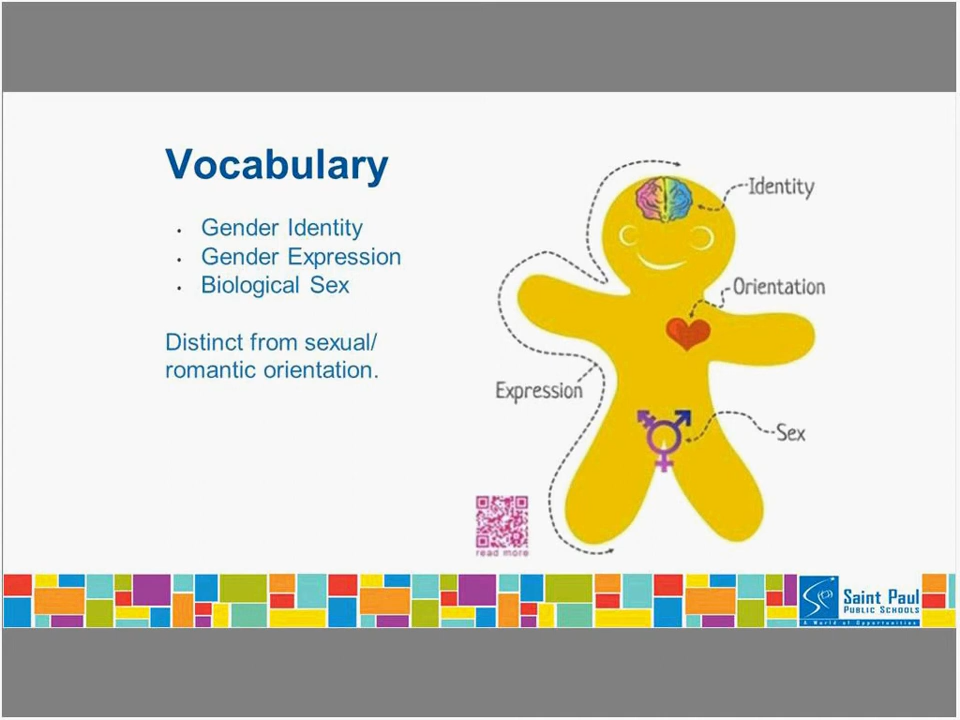 Vocabulary
• Gender Identity
• Gender Expression
• Biological Sex
Distinct from sexual/
romantic orientation.
Identity
Orientation
Expression
Sex
read more
Saint Paul
PUBLIC SCHOOLS
A World of Opportunities